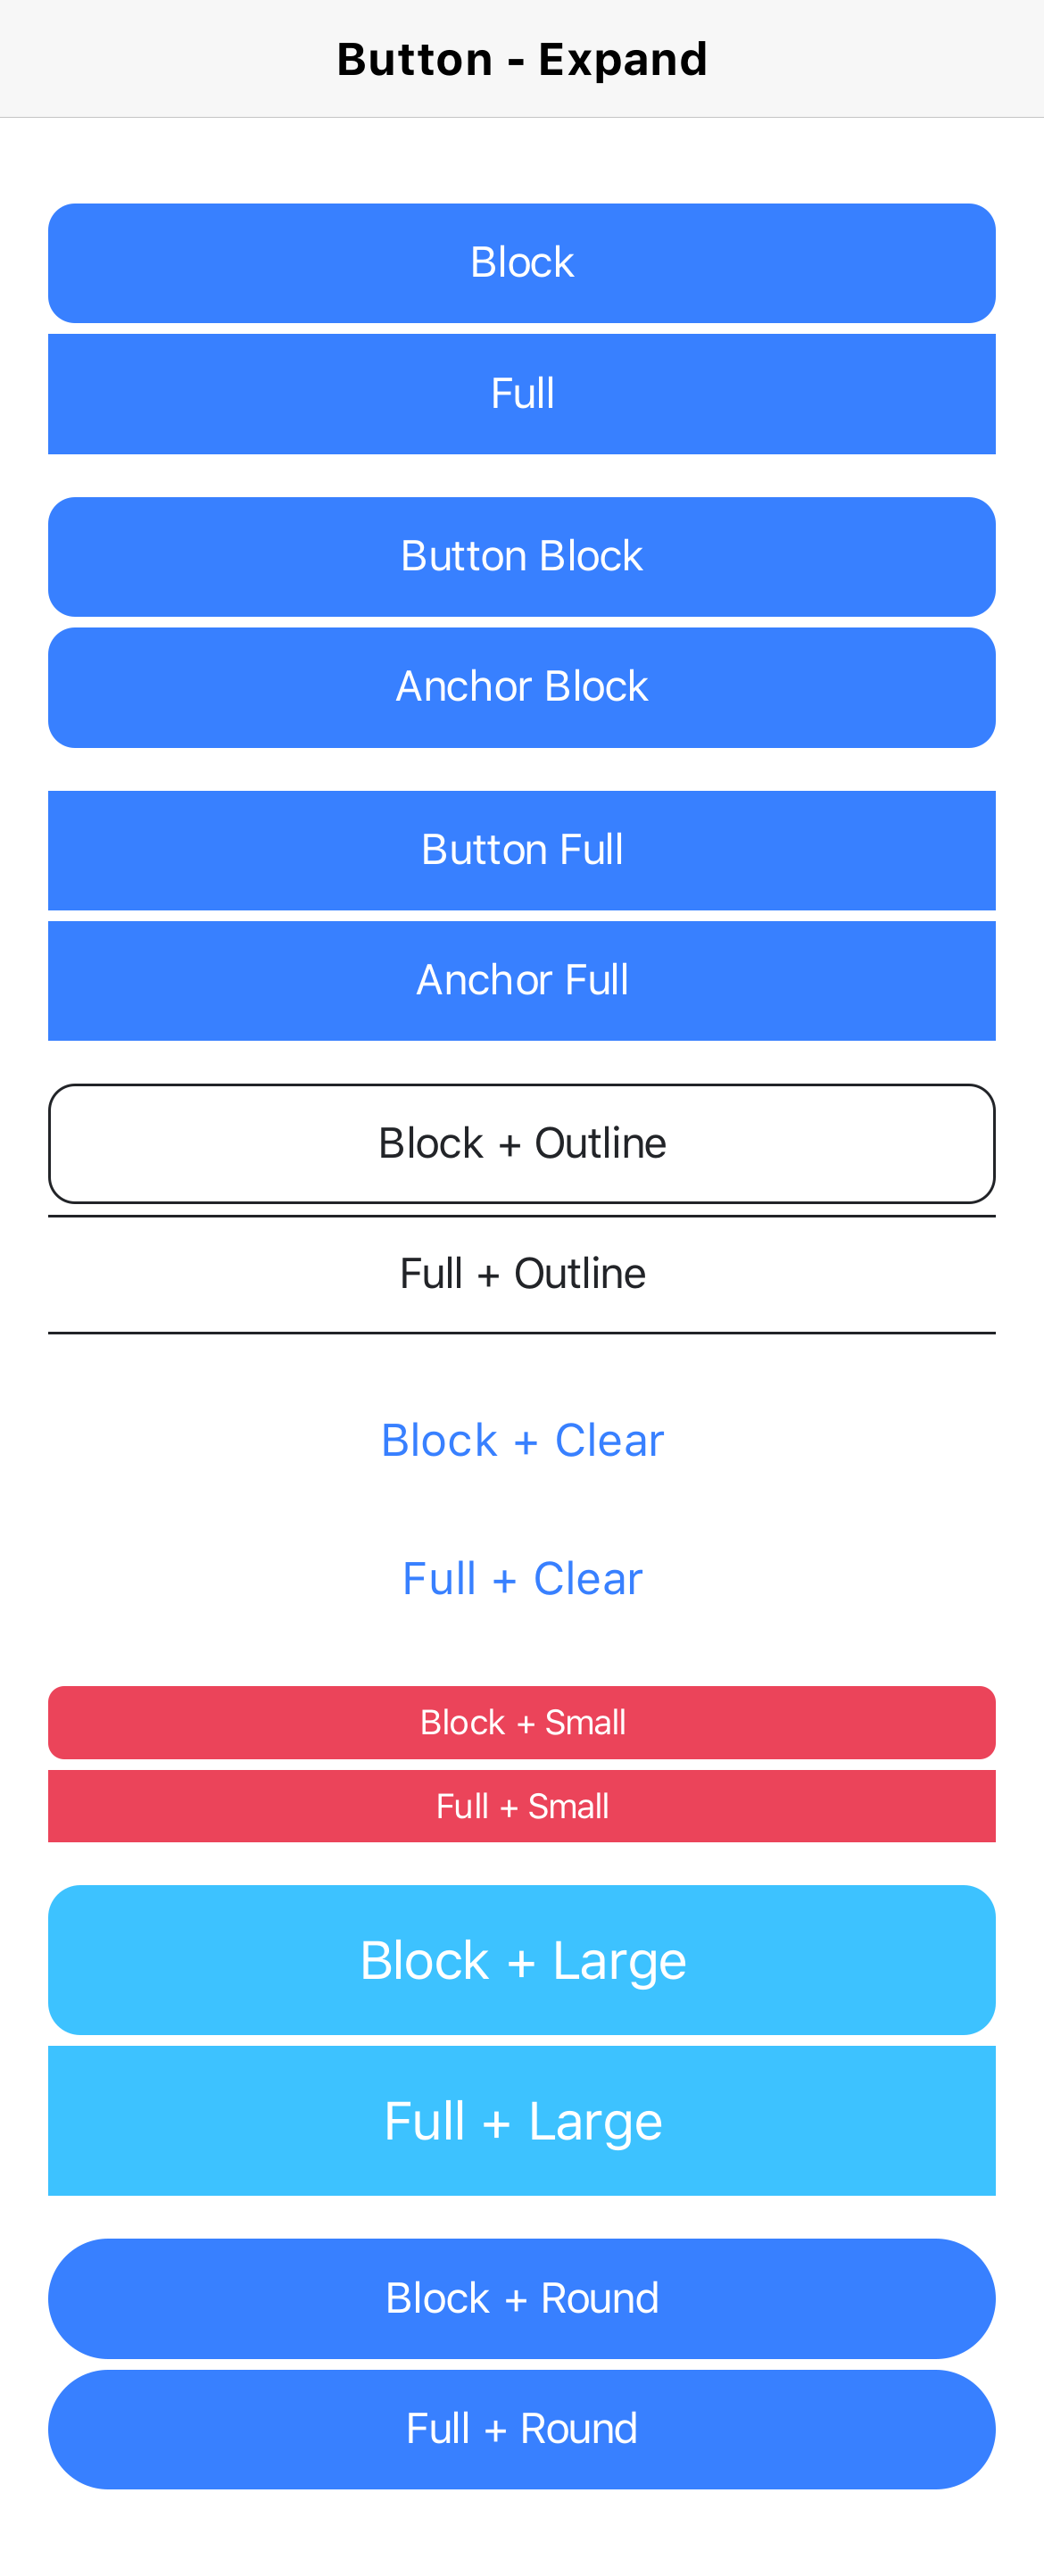 Button - Expand
Block
Full
Button Block
Anchor Block
Button Full
Anchor Full
Block + Outline
Full + Outline
Block + Clear
Full + Clear
Block + Small
Full + Small
Block + Large
Full + Large
Block + Round
Full + Round